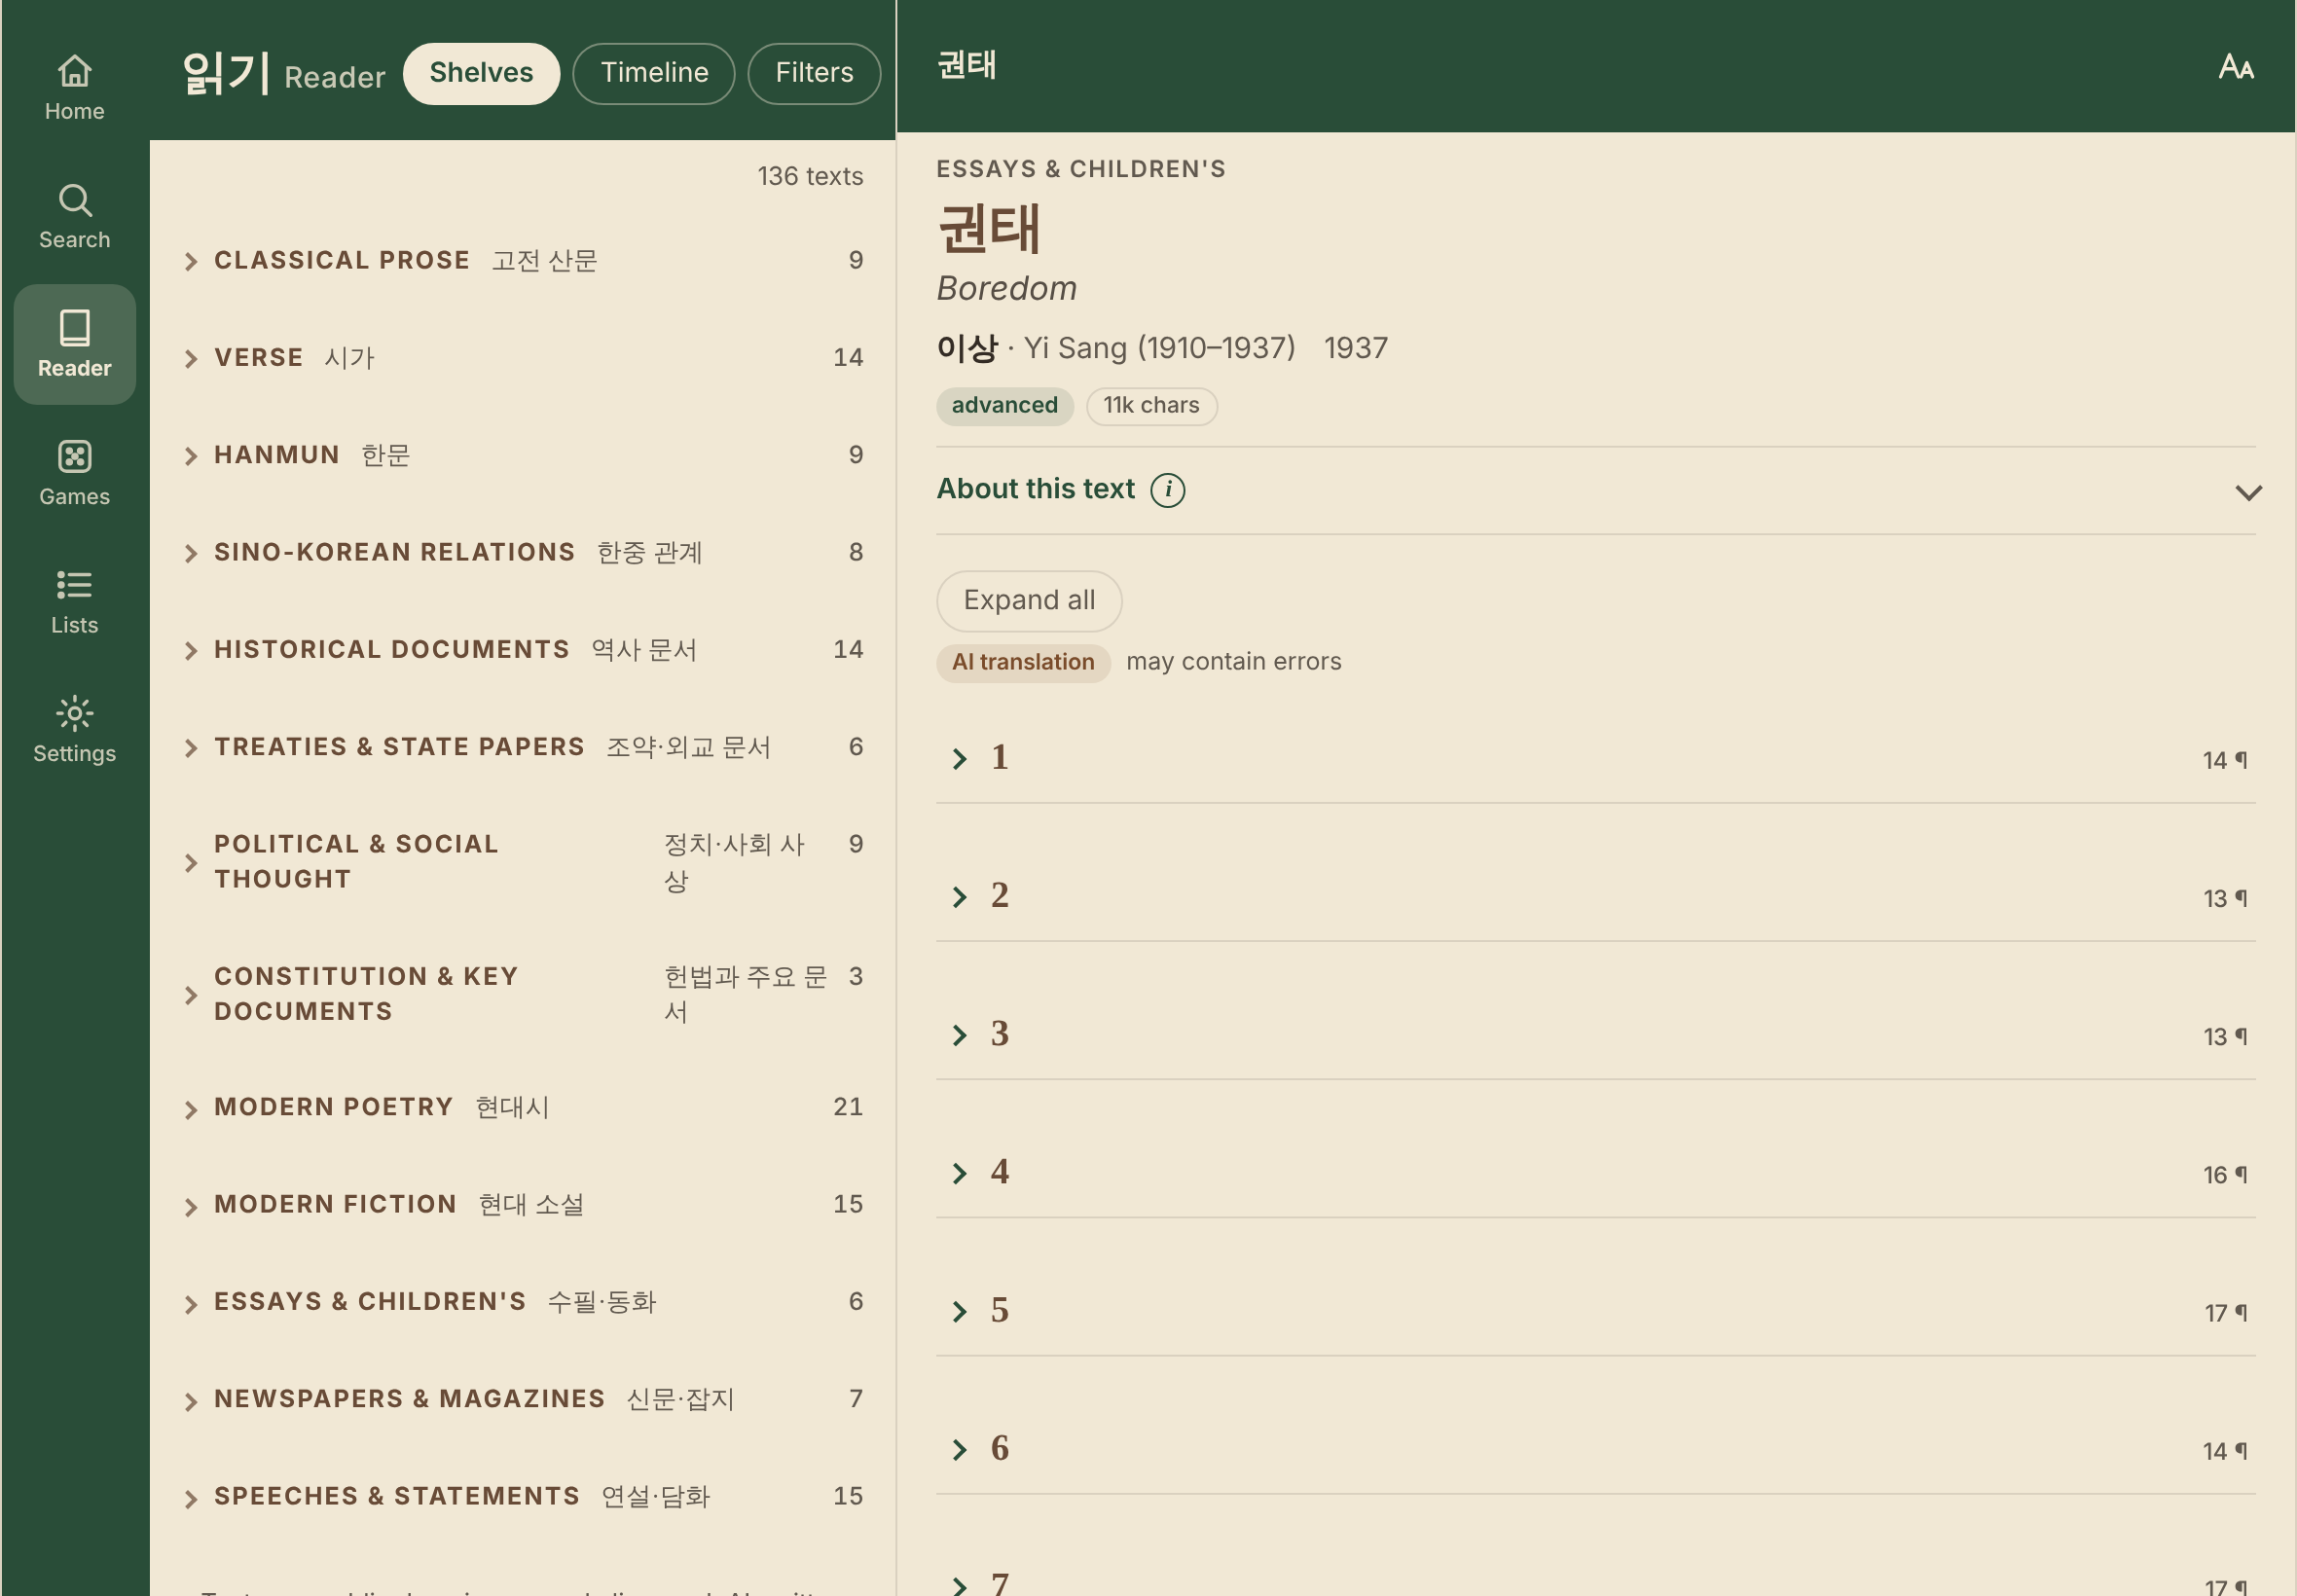 Home
Search
Reader
Games
Lists
Settings
읽기 Reader Shelves Timeline Filters
136 texts
CLASSICAL PROSE 고전 산문 9
VERSE 시가 14
HANMUN 한문 9
SINO-KOREAN RELATIONS 한중 관계 8
HISTORICAL DOCUMENTS 역사 문서 14
TREATIES & STATE PAPERS 조약·외교 문서 6
POLITICAL & SOCIAL 정치·사회 사 9
THOUGHT 상
CONSTITUTION & KEY 헌법과 주요 문 3
DOCUMENTS 서
MODERN POETRY 현대시 21
MODERN FICTION 현대 소설 15
ESSAYS & CHILDREN'S 수필·동화 6
NEWSPAPERS & MAGAZINES 신문·잡지 7
SPEECHES & STATEMENTS 연설·담화 15
권태 AA
ESSAYS & CHILDREN'S
권태
Boredom
이상 · Yi Sang (1910–1937) 1937
advanced 11k chars
About this text i
Expand all
AI translation may contain errors
1 14 ¶
2 13 ¶
3 13 ¶
4 16 ¶
5 17 ¶
6 14 ¶
7 17 ¶